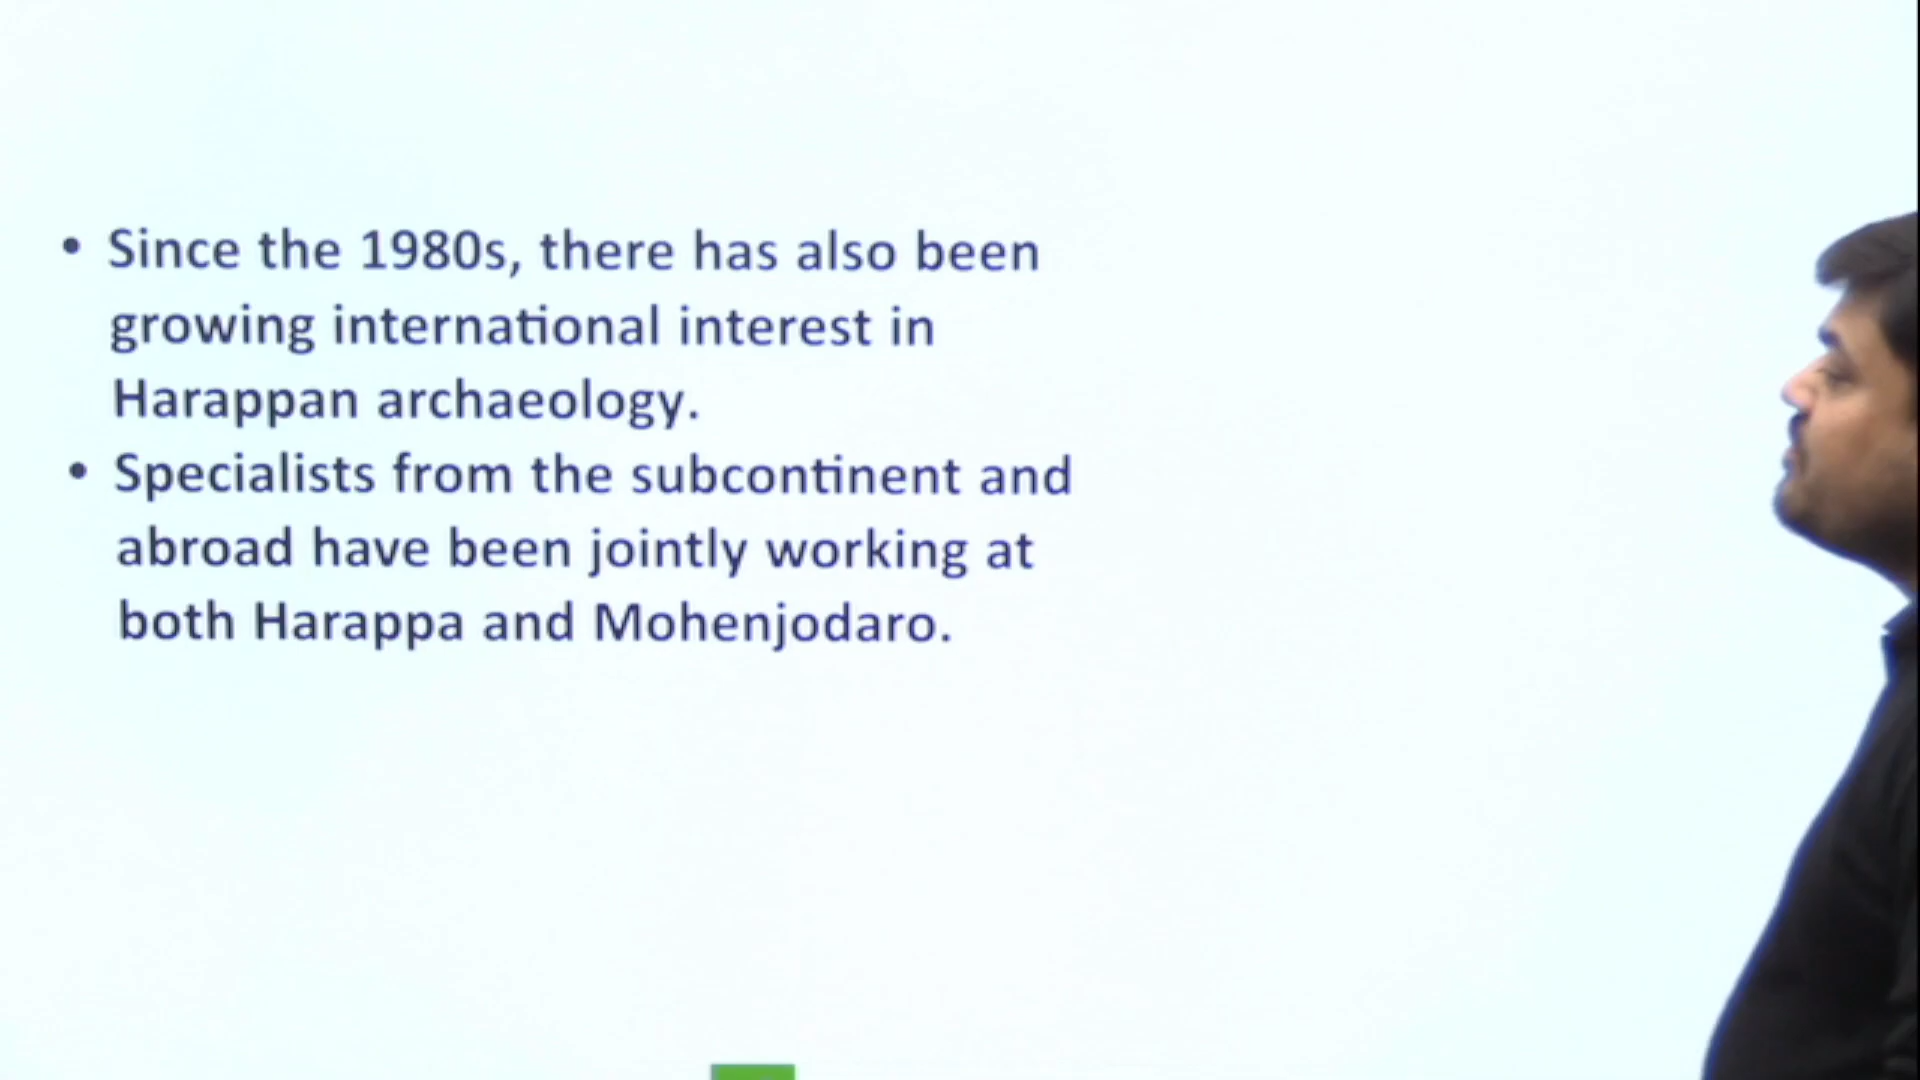 • Since the 1980s, there has also been
growing international interest in
Harappan archaeology.
• Specialists from the subcontinent and
abroad have been jointly working at
both Harappa and Mohenjodaro.